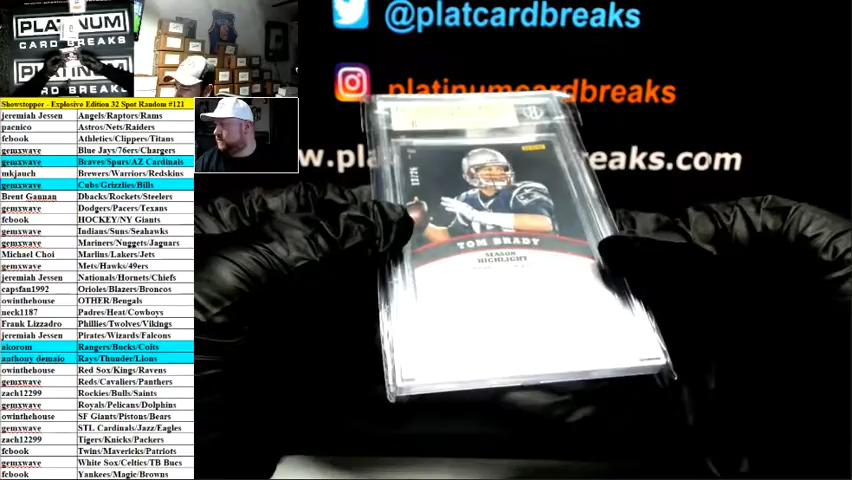 PLATINUM
CARD BREAKS
PLATINUM
CARD BREAKS
@platcardbreaks
platinumcardbreaks
TOM BRADY
SEASON
HIGHLIGHT
Showstopper - Explosive Edition 32 Spot Random #121
jeremiah Jessen Angels/Raptors/Rams
pacnico Astros/Nets/Raiders
fcbook Athletics/Clippers/Titans
gemxwave Blue Jays/76ers/Chargers
gemxwave Braves/Spurs/AZ Cardinals
mkjauch Brewers/Warriors/Redskins
gemxwave Cubs/Grizzlies/Bills
Brent Gannan Dbacks/Rockets/Steelers
gemxwave Dodgers/Pacers/Texans
fcbook HOCKEY/NY Giants
gemxwave Indians/Suns/Seahawks
gemxwave Mariners/Nuggets/Jaguars
Michael Choi Marlins/Lakers/Jets
gemxwave Mets/Hawks/49ers
jeremiah Jessen Nationals/Hornets/Chiefs
capsfan1992 Orioles/Blazers/Broncos
owinthehouse OTHER/Bengals
neck1187 Padres/Heat/Cowboys
Frank Lizzadro Phillies/Twolves/Vikings
jeremiah Jessen Pirates/Wizards/Falcons
akorom Rangers/Bucks/Colts
anthony demaio Rays/Thunder/Lions
owinthehouse Red Sox/Kings/Ravens
gemxwave Reds/Cavaliers/Panthers
zach12299 Rockies/Bulls/Saints
gemxwave Royals/Pelicans/Dolphins
owinthehouse SF Giants/Pistons/Bears
gemxwave STL Cardinals/Jazz/Eagles
zach12299 Tigers/Knicks/Packers
fcbook Twins/Mavericks/Patriots
gemxwave White Sox/Celtics/TB Bucs
fcbook Yankees/Magic/Browns